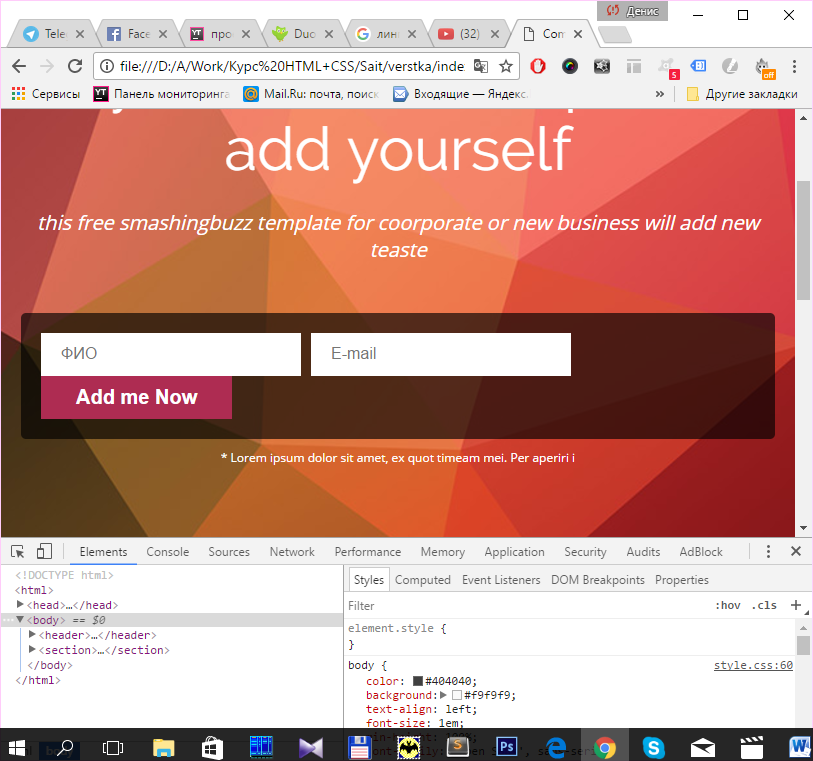 Денис
Tele
Face
про
Duo
лині
(32)
Com
file:///D:/A/Work/Курс%20HTML+CSS/Sait/verstka/inde
5
off
Сервисы
Панель мониторинга
Mail.Ru: почта, поиск
Входящие — Яндекс.
»
Другие закладки
add yourself
this free smashingbuzz template for coorporate or new business will add new
teaste
ФИО
E-mail
Add me Now
* Lorem ipsum dolor sit amet, ex quot timeam mei. Per aperiri i
Elements Console Sources Network Performance Memory Application Security Audits AdBlock
<!DOCTYPE html>
<html>
<head>…</head>
<body> == $0
<header>…</header>
<section>…</section>
</body>
</html>
Styles Computed Event Listeners DOM Breakpoints Properties
Filter :hov .cls +
element.style {
}
body { style.css:60
color: #404040;
background: #f9f9f9;
text-align: left;
font-size: 1em;